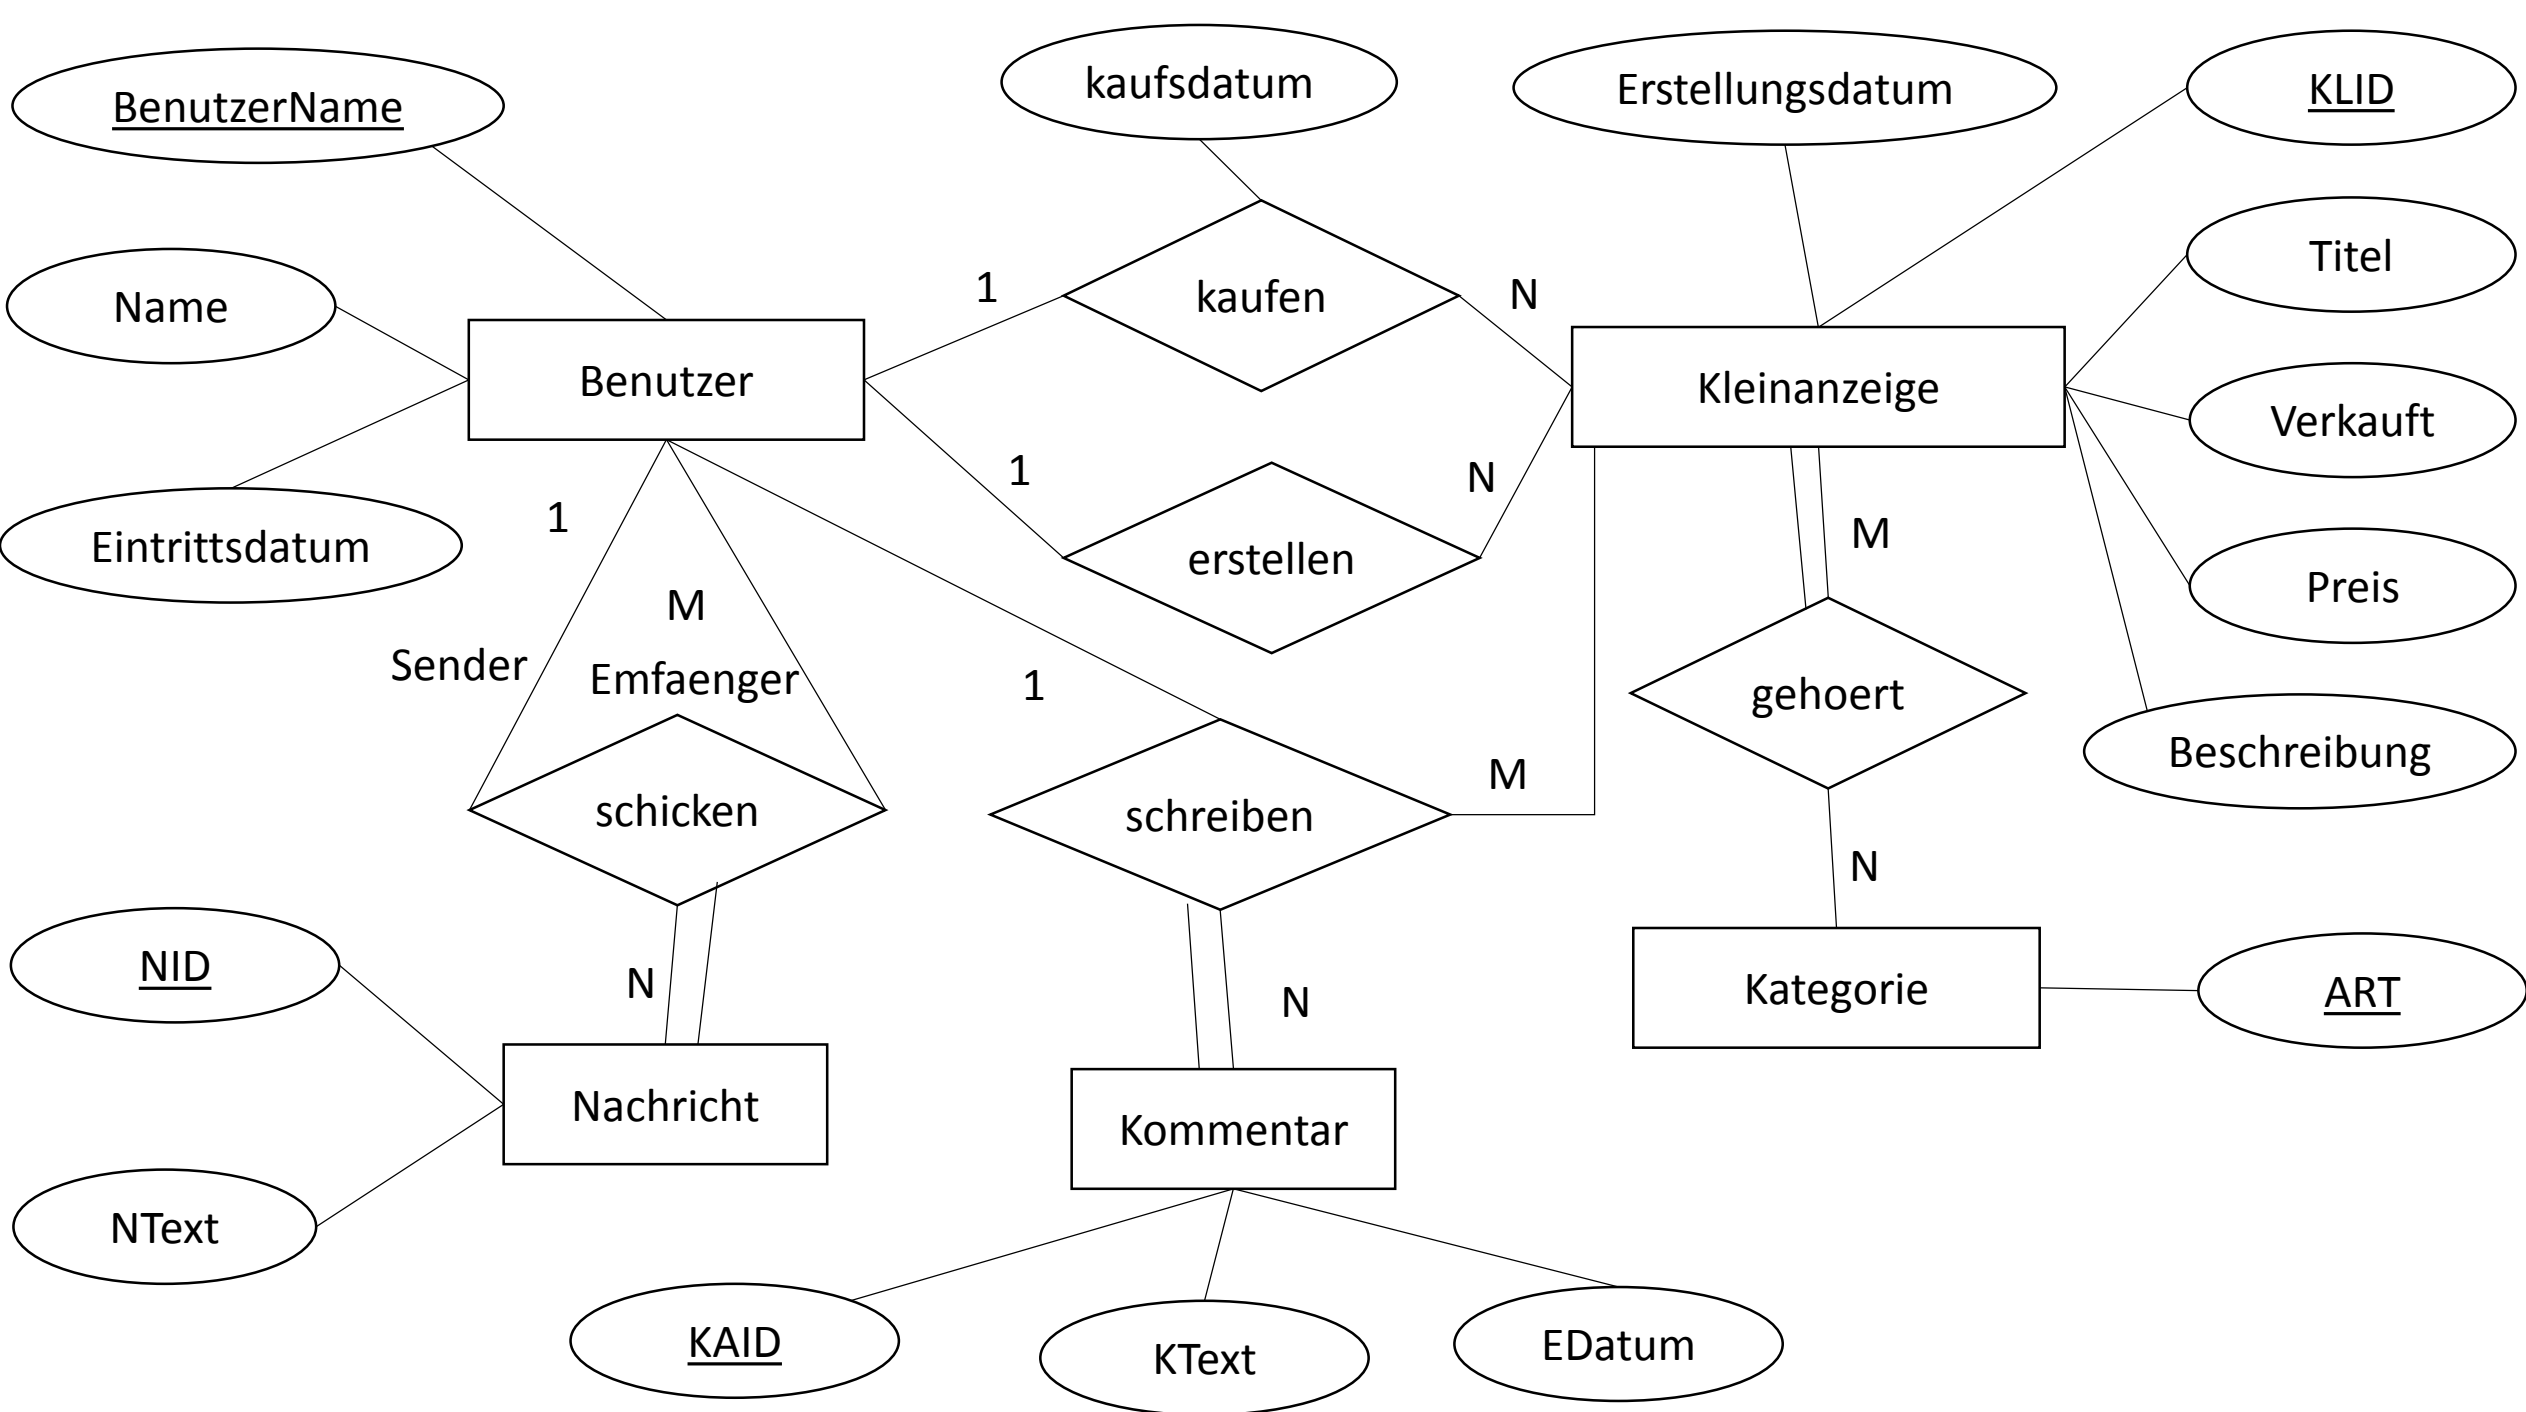 BenutzerName
kaufsdatum
Erstellungsdatum
KLID
Name
Titel
1
kaufen
N
Benutzer
Kleinanzeige
Verkauft
1
N
Eintrittsdatum
1
erstellen
M
Preis
M
Sender
Emfaenger
1
gehoert
Beschreibung
schicken
schreiben
M
N
NID
N
N
Kategorie
ART
Nachricht
Kommentar
NText
KAID
KText
EDatum